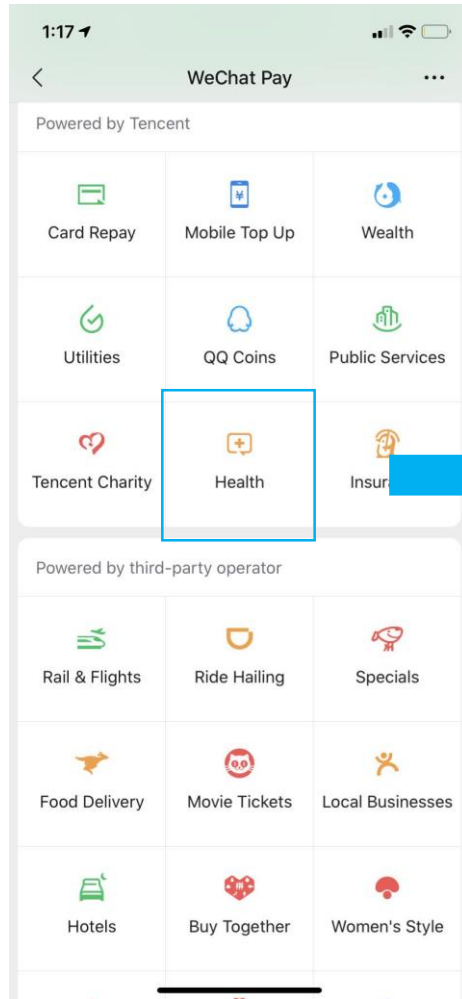 1:17
WeChat Pay
Powered by Tencent
Card Repay
Mobile Top Up
Wealth
Utilities
QQ Coins
Public Services
Tencent Charity
Health
Powered by third-party operator
Rail & Flights
Ride Hailing
Specials
Food Delivery
Movie Tickets
Local Businesses
Hotels
Buy Together
Women's Style